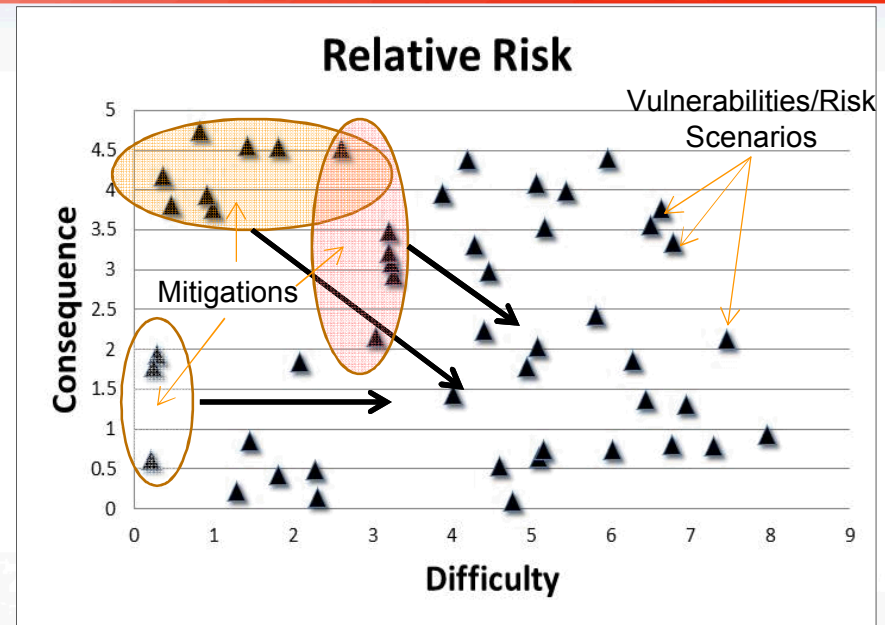 Relative Risk
Vulnerabilities/Risk
Scenarios
5
4.5
4
3.5
3
2.5
2
1.5
1
0.5
0
Consequence
Mitigations
0 1 2 3 4 5 6 7 8 9
Difficulty